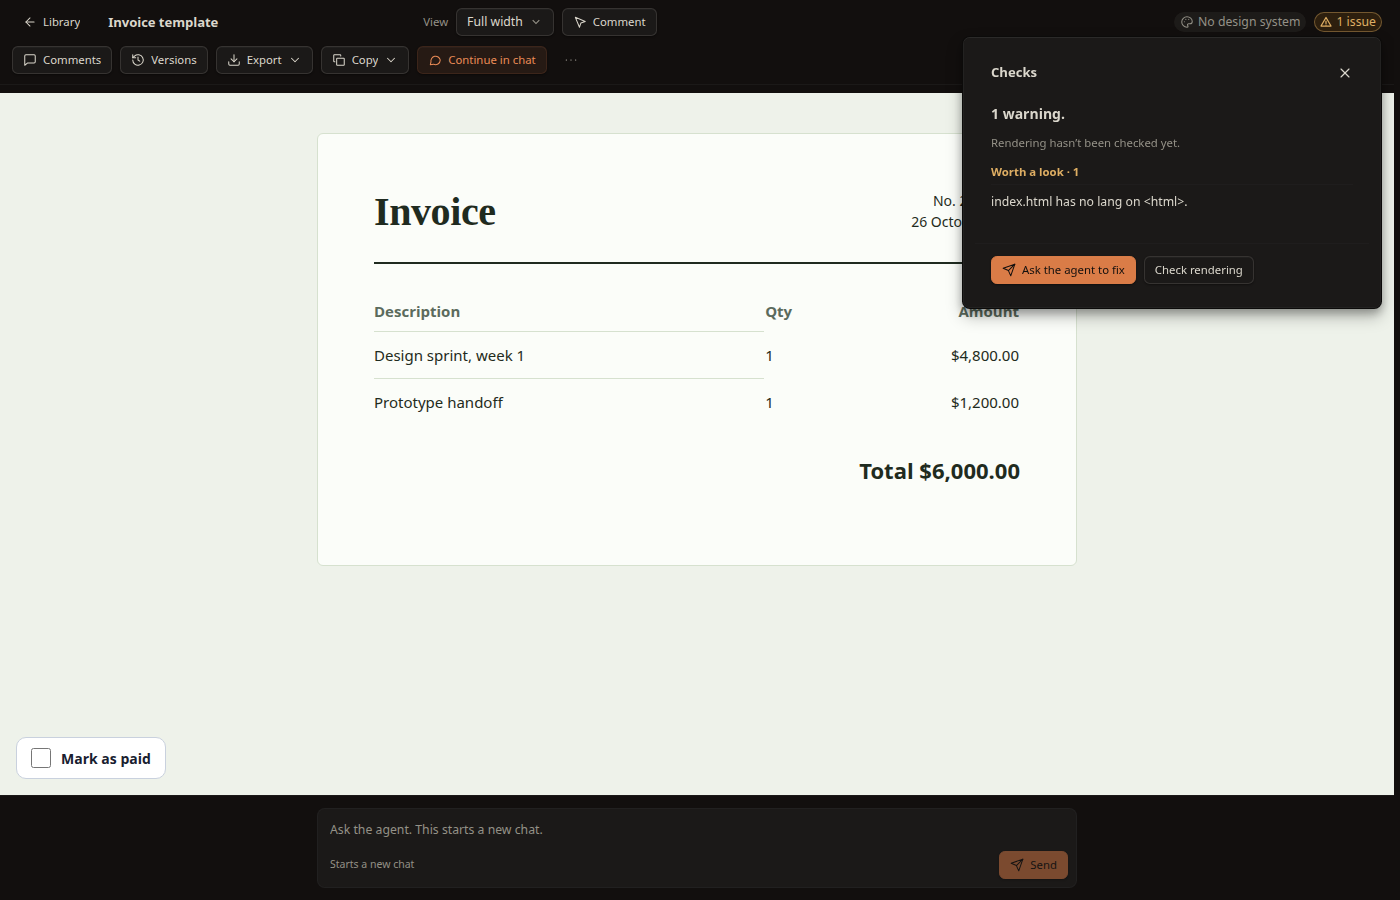 Library
Invoice template
View
Full width
Comment
No design system
1 issue
Comments
Versions
Export
Copy
Continue in chat
...
Checks
1 warning.
Rendering hasn't been checked yet.
Worth a look · 1
index.html has no lang on <html>.
Ask the agent to fix
Check rendering
Invoice
No.
26 Octo
Description Qty Amount
Design sprint, week 1 1 $4,800.00
Prototype handoff 1 $1,200.00
Total $6,000.00
Mark as paid
Ask the agent. This starts a new chat.
Starts a new chat
Send